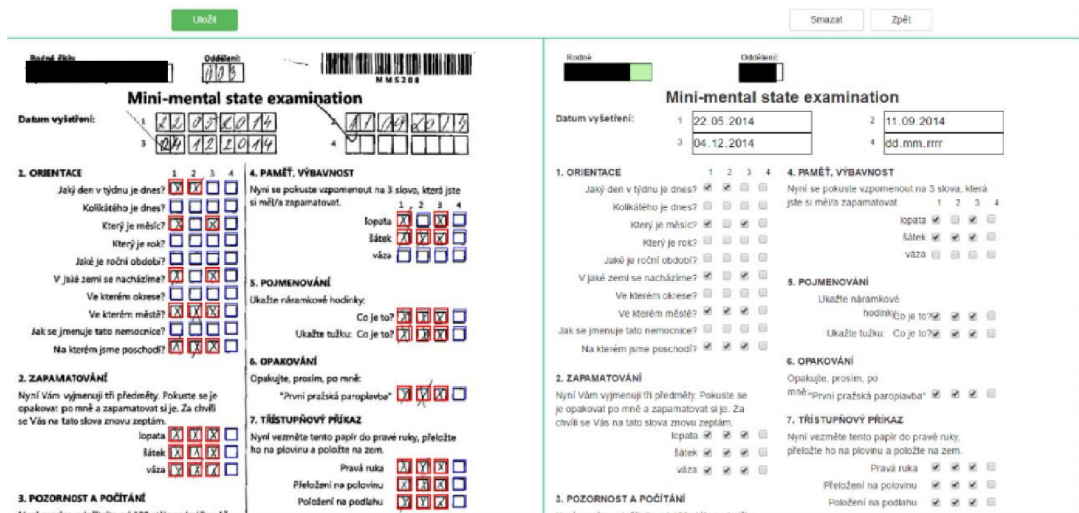 Uložit
Smazat Zpět
Rodné číslo
Oddělení:
003
MMS208
Mini-mental state examination
Datum vyšetření:
1 22 05 2014
2 11 09 2013
3 04 12 2014
4
1. ORIENTACE 1 2 3 4
Jaký den v týdnu je dnes?
Kolikátého je dnes?
Který je měsíc?
Který je rok?
Jaké je roční období?
V jaké zemi se nacházíme?
Ve kterém okrese?
Ve kterém městě?
Jak se jmenuje tato nemocnice?
Na kterém jsme poschodí?
2. ZAPAMATOVÁNÍ
Nyní Vám vyjmenuji tři předměty. Pokuste se je
opakovat po mně a zapamatovat si je. Za chvíli
se Vás na tato slova znovu zeptám.
lopata
šátek
váza
3. POZORNOST A POČÍTÁNÍ
4. PAMĚŤ, VÝBAVNOST
Nyní se pokuste vzpomenout na 3 slova, která jste
si měl/a zapamatovat.
1 2 3 4
lopata
šátek
váza
5. POJMENOVÁNÍ
Ukažte náramkové hodinky:
Co je to?
Ukažte tužku: Co je to?
6. OPAKOVÁNÍ
Opakujte, prosím, po mně:
"První pražská paroplavba"
7. TŘÍSTUPŇOVÝ PŘÍKAZ
Nyní vezměte tento papír do pravé ruky, přeložte
ho na plovinu a položte na zem.
Pravá ruka
Přeložení na polovinu
Položení na podlahu
Rodné
Oddělení:
Mini-mental state examination
Datum vyšetření:
1 22.05.2014
2 11.09.2014
3 04.12.2014
4 dd.mm.rrrr
1. ORIENTACE 1 2 3 4
Jaký den v týdnu je dnes?
Kolikátého je dnes?
Který je měsíc?
Který je rok?
Jaké je roční období?
V jaké zemi se nacházíme?
Ve kterém okrese?
Ve kterém městě?
Jak se jmenuje tato nemocnice?
Na kterém jsme poschodí?
2. ZAPAMATOVÁNÍ
Nyní Vám vyjmenuji tři předměty. Pokuste se
je opakovat po mně a zapamatovat si je. Za
chvíli se Vás na tato slova znovu zeptám.
lopata
šátek
váza
3. POZORNOST A POČÍTÁNÍ
4. PAMĚŤ, VÝBAVNOST
Nyní se pokuste vzpomenout na 3 slova, která
jste si měl/a zapamatovat. 1 2 3 4
lopata
šátek
váza
5. POJMENOVÁNÍ
Ukažte náramkové
hodinky: Co je to?
Ukažte tužku: Co je to?
6. OPAKOVÁNÍ
Opakujte, prosím, po
mně: "První pražská paroplavba"
7. TŘÍSTUPŇOVÝ PŘÍKAZ
Nyní vezměte tento papír do pravé ruky,
přeložte ho na plovinu a položte na zem.
Pravá ruka
Přeložení na polovinu
Položení na podlahu